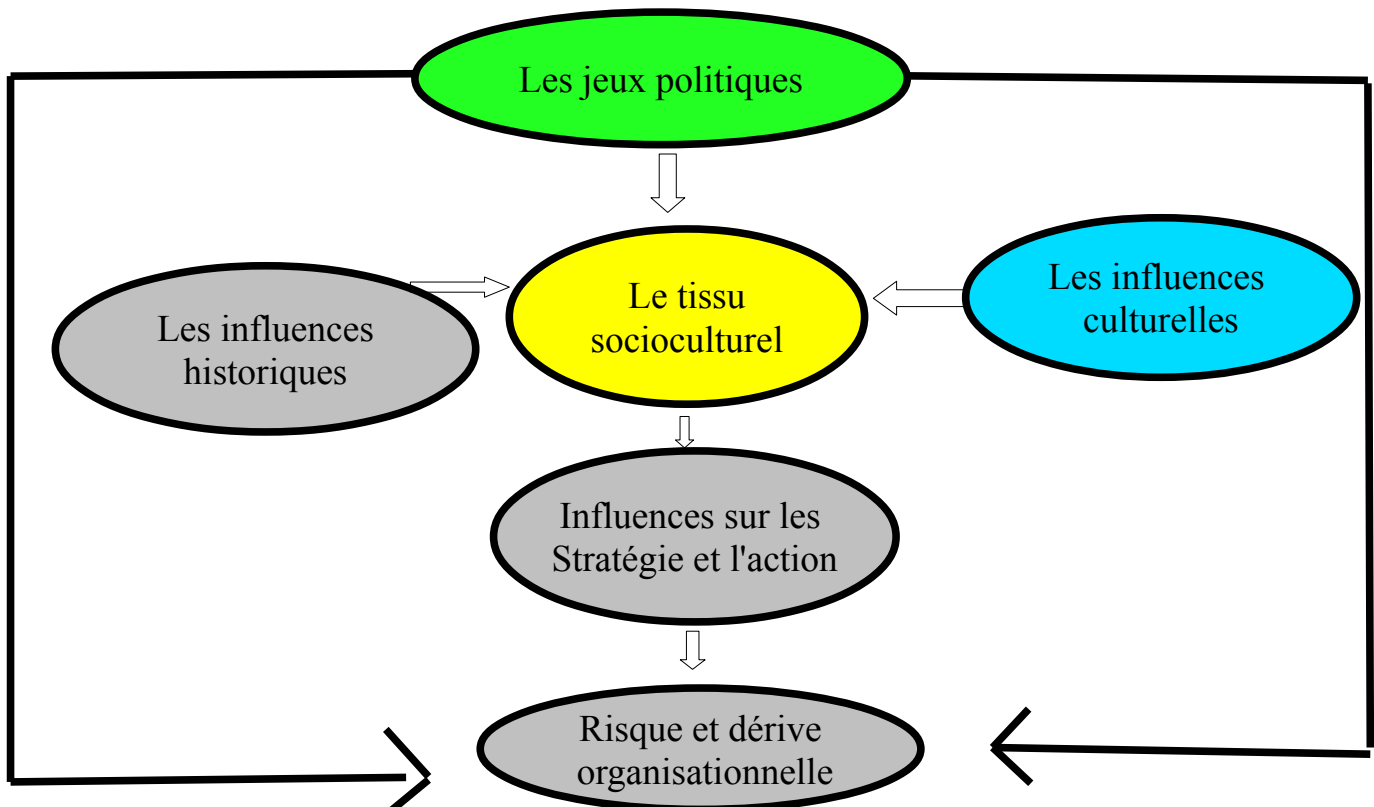 Les jeux politiques
Les influences
historiques
Le tissu
socioculturel
Les influences
culturelles
Influences sur les
Stratégie et l'action
Risque et dérive
organisationnelle